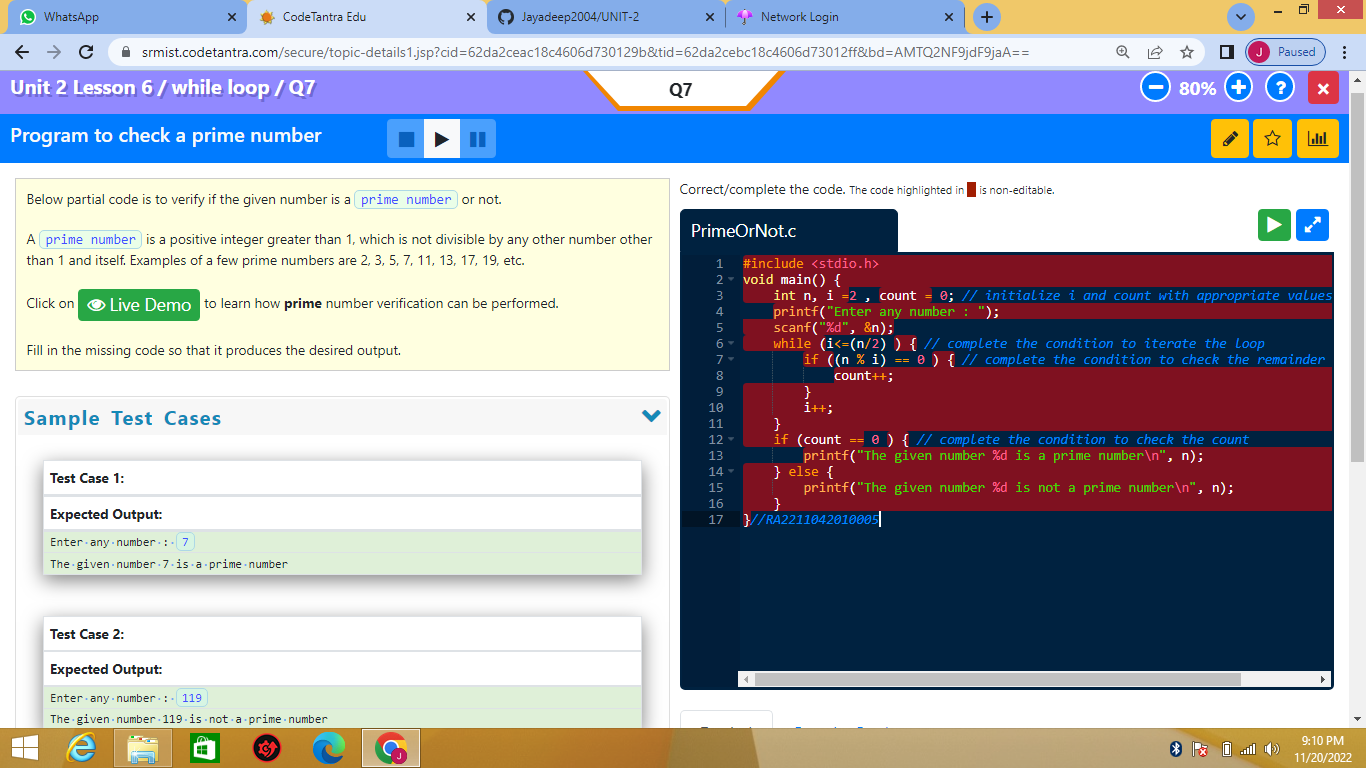 WhatsApp
CodeTantra Edu
Jayadeep2004/UNIT-2
Network Login
srmist.codetantra.com/secure/topic-details1.jsp?cid=62da2ceac18c4606d730129b&tid=62da2cebc18c4606d73012ff&bd=AMTQ2NF9jdF9jaA==
J Paused
Unit 2 Lesson 6 / while loop / Q7
Q7
80%
?
Program to check a prime number
Below partial code is to verify if the given number is a prime number or not.
A prime number is a positive integer greater than 1, which is not divisible by any other number other
than 1 and itself. Examples of a few prime numbers are 2, 3, 5, 7, 11, 13, 17, 19, etc.
Click on Live Demo to learn how prime number verification can be performed.
Fill in the missing code so that it produces the desired output.
Sample Test Cases
Test Case 1:
Expected Output:
Enter·any·number·:· 7
The·given·number·7·is·a·prime·number
Test Case 2:
Expected Output:
Enter·any·number·:· 119
The·given·number·119·is·not·a·prime·number
Correct/complete the code. The code highlighted in is non-editable.
PrimeOrNot.c
1 #include <stdio.h>
2 void main() {
3 int n, i =2 , count = 0; // initialize i and count with appropriate values
4 printf("Enter any number : ");
5 scanf("%d", &n);
6 while (i<=(n/2) ) { // complete the condition to iterate the loop
7 if ((n % i) == 0 ) { // complete the condition to check the remainder
8 count++;
9 }
10 i++;
11 }
12 if (count == 0 ) { // complete the condition to check the count
13 printf("The given number %d is a prime number\n", n);
14 } else {
15 printf("The given number %d is not a prime number\n", n);
16 }
17 }//RA2211042010005
9:10 PM
11/20/2022